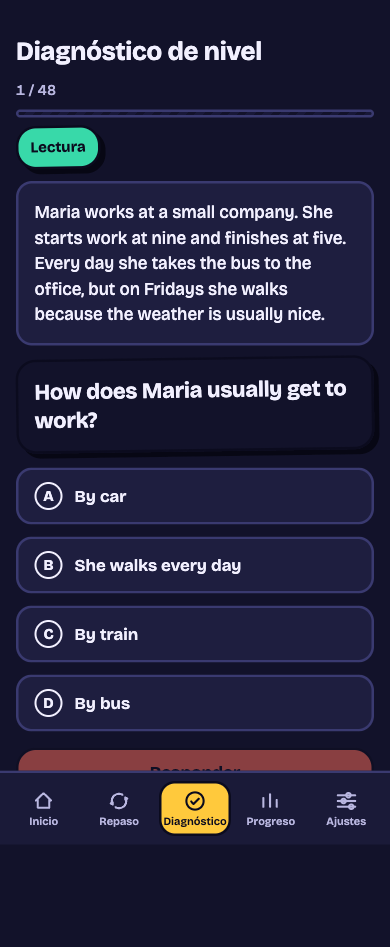 Diagnóstico de nivel
1 / 48
Lectura
Maria works at a small company. She
starts work at nine and finishes at five.
Every day she takes the bus to the
office, but on Fridays she walks
because the weather is usually nice.
How does Maria usually get to
work?
A By car
B She walks every day
C By train
D By bus
Responder
Inicio Repaso Diagnóstico Progreso Ajustes